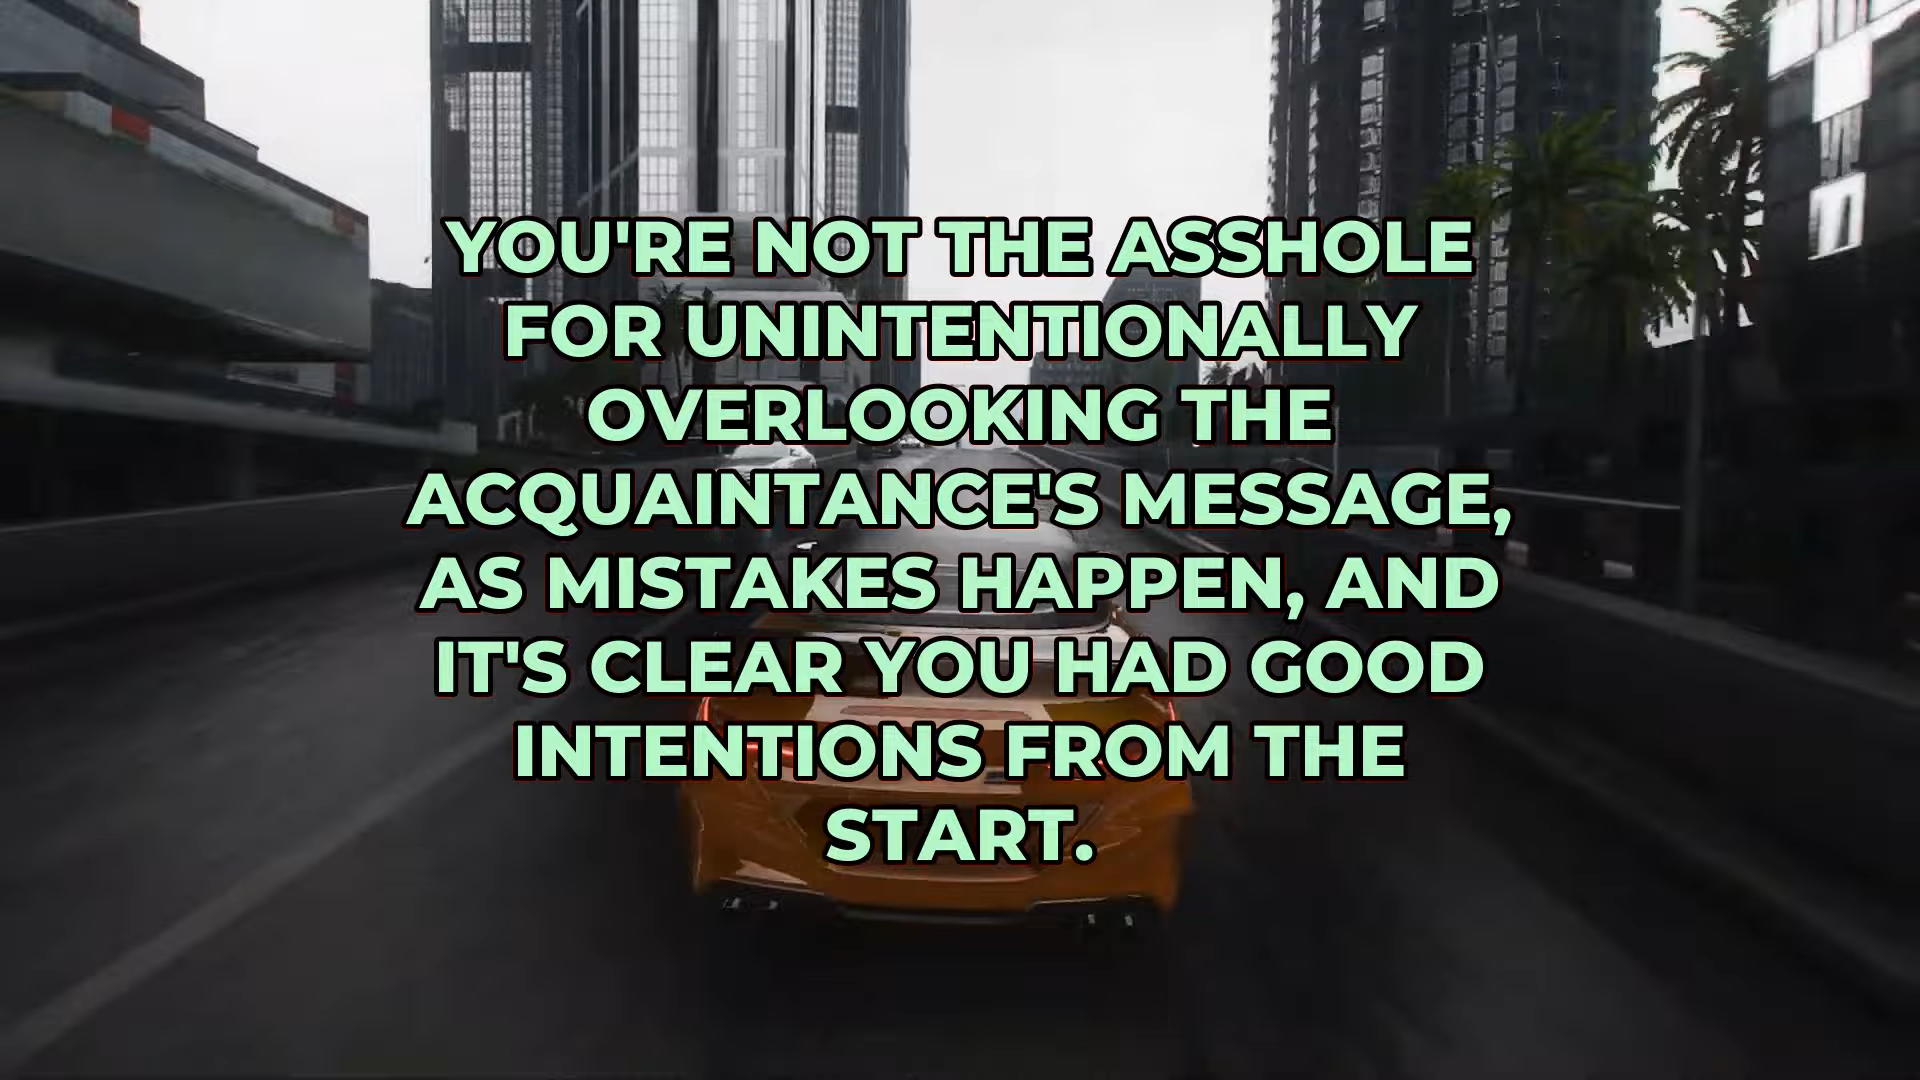 YOU'RE NOT THE ASSHOLE
FOR UNINTENTIONALLY
OVERLOOKING THE
ACQUAINTANCE'S MESSAGE,
AS MISTAKES HAPPEN, AND
IT'S CLEAR YOU HAD GOOD
INTENTIONS FROM THE
START.